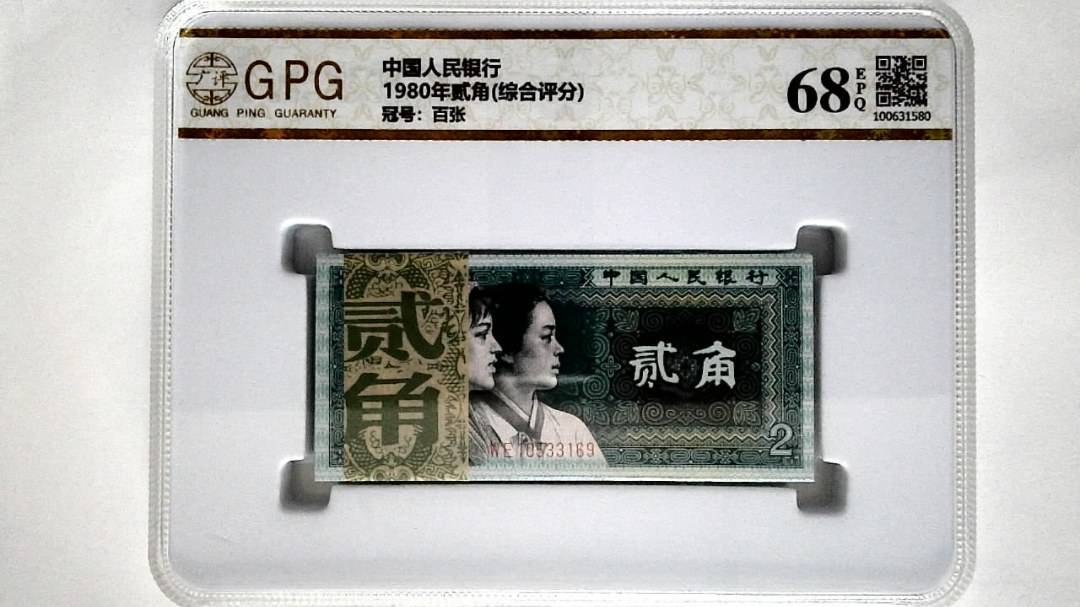 广评
GPG
GUANG PING GUARANTY
中国人民银行
1980年贰角(综合评分)
冠号：百张
68
EPQ
100631580
中国人民银行
贰角
贰角
WE10533169
2